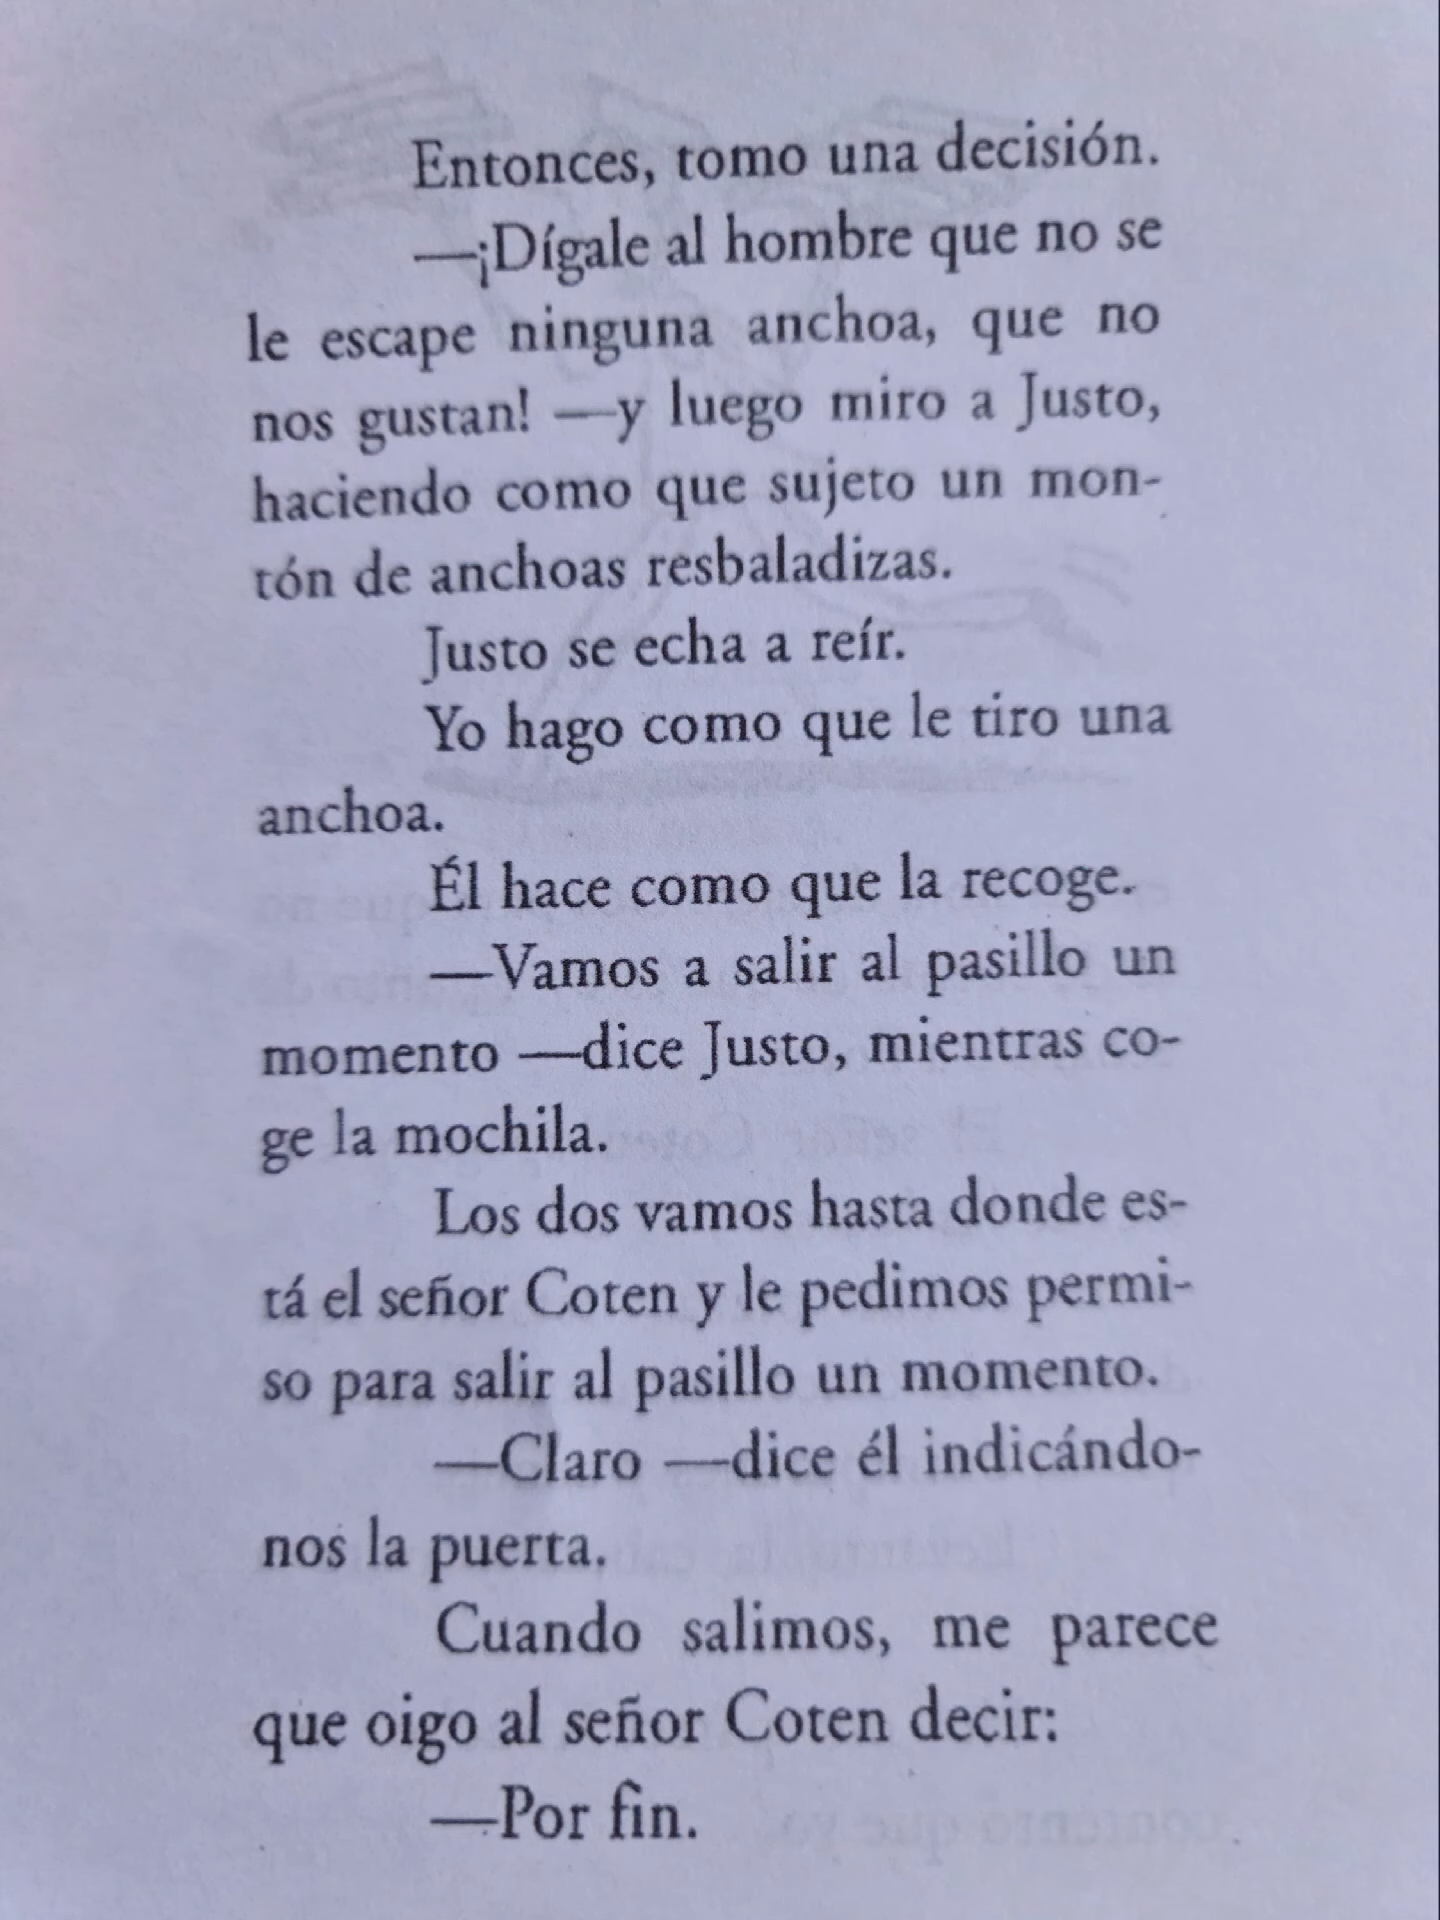 Entonces, tomo una decisión.
—¡Dígale al hombre que no se
le escape ninguna anchoa, que no
nos gustan! —y luego miro a Justo,
haciendo como que sujeto un mon-
tón de anchoas resbaladizas.
Justo se echa a reír.
Yo hago como que le tiro una
anchoa.
Él hace como que la recoge.
—Vamos a salir al pasillo un
momento —dice Justo, mientras co-
ge la mochila.
Los dos vamos hasta donde es-
tá el señor Coten y le pedimos permi-
so para salir al pasillo un momento.
—Claro —dice él indicándo-
nos la puerta.
Cuando salimos, me parece
que oigo al señor Coten decir:
—Por fin.